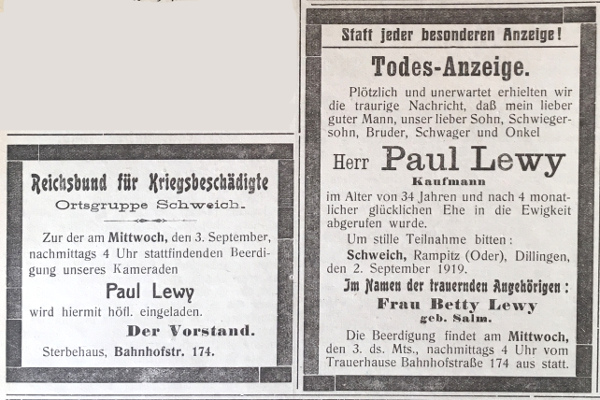 Reichsbund für Kriegsbeschädigte
Ortsgruppe Schweich.
Zur der am Mittwoch, den 3. September,
nachmittags 4 Uhr stattfindenden Beerdi-
gung unseres Kameraden
Paul Lewy
wird hiermit höfl. eingeladen.
Der Vorstand.
Sterbehaus, Bahnhofstr. 174.
Statt jeder besonderen Anzeige!
Todes-Anzeige.
Plötzlich und unerwartet erhielten wir
die traurige Nachricht, daß mein lieber
guter Mann, unser lieber Sohn, Schwieger-
sohn, Bruder, Schwager und Onkel
Herr Paul Lewy
Kaufmann
im Alter von 34 Jahren und nach 4 monat-
licher glücklichen Ehe in die Ewigkeit
abgerufen wurde.
Um stille Teilnahme bitten:
Schweich, Rampitz (Oder), Dillingen,
den 2. September 1919.
Im Namen der trauernden Angehörigen:
Frau Betty Lewy
geb. Salm.
Die Beerdigung findet am Mittwoch,
den 3. ds. Mts., nachmittags 4 Uhr vom
Trauerhause Bahnhofstraße 174 aus statt.